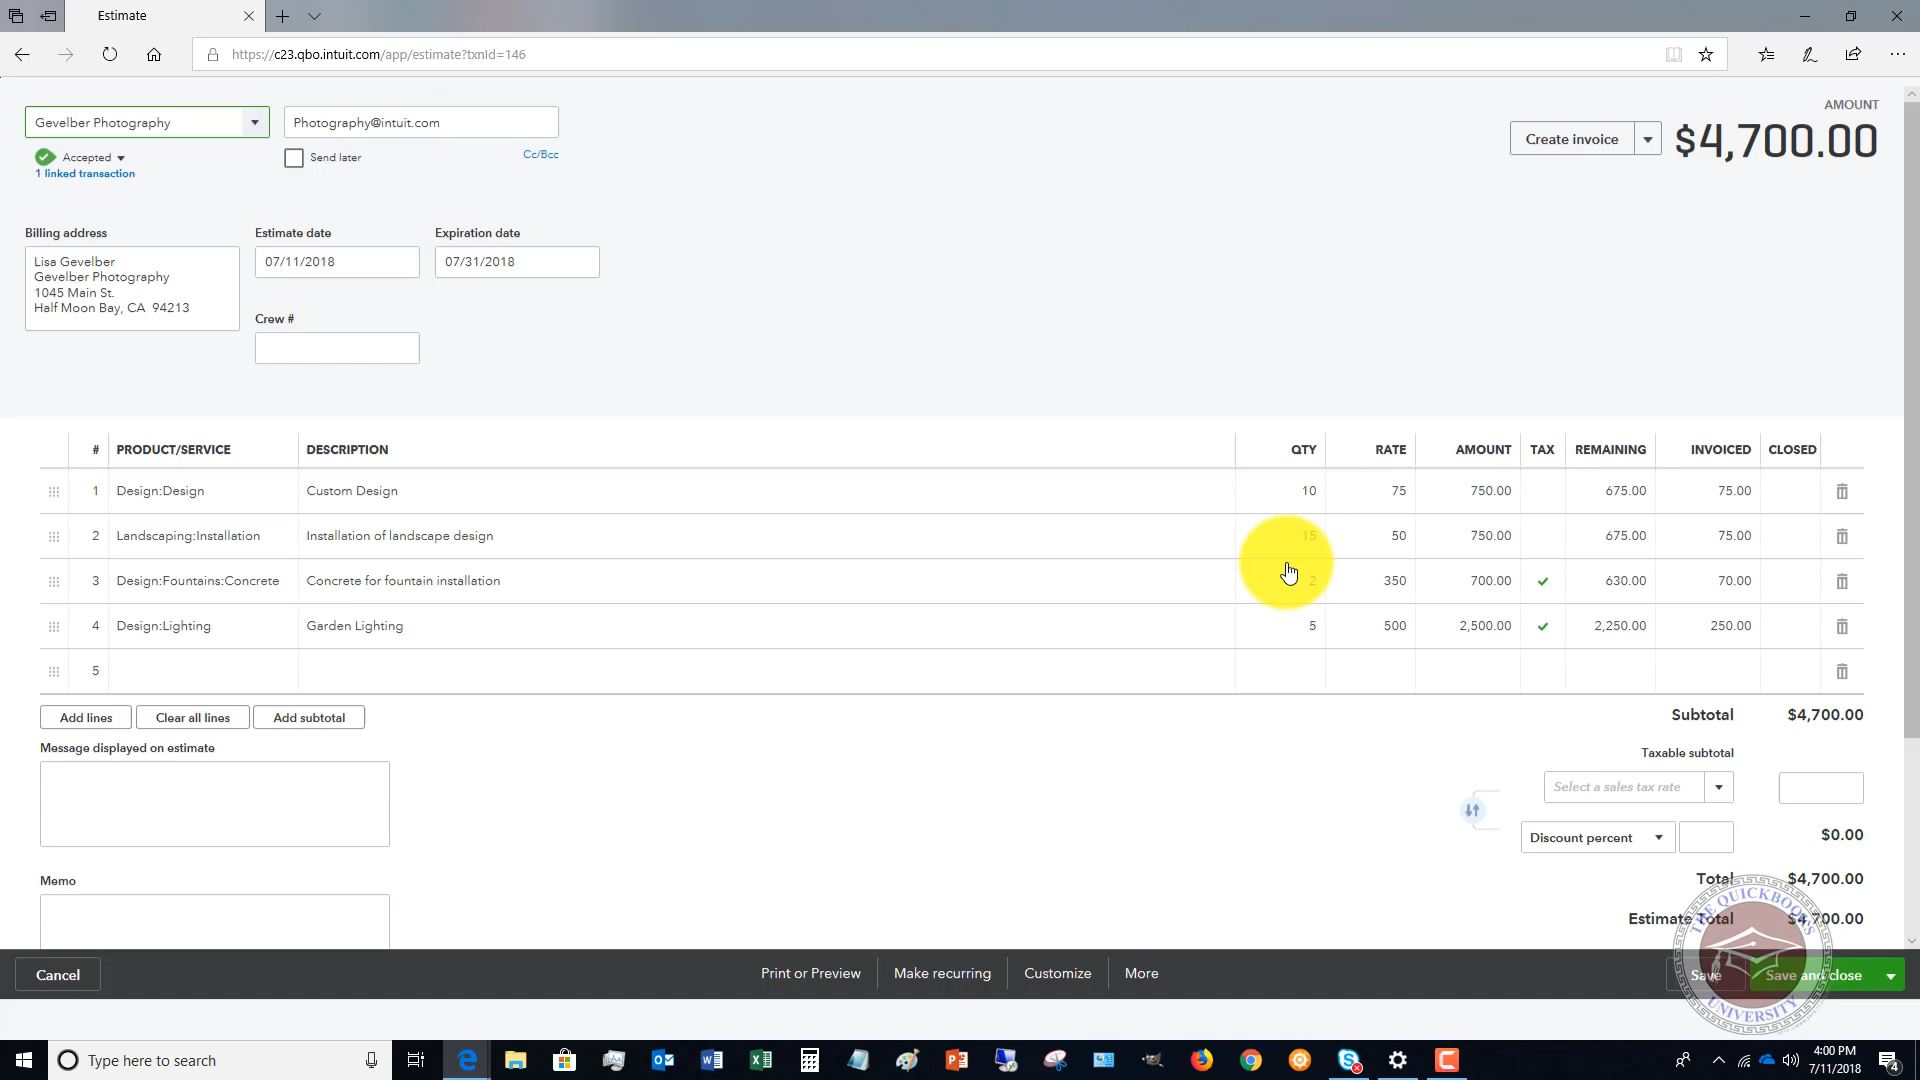 Estimate
https://c23.qbo.intuit.com/app/estimate?txnId=146
Gevelber Photography
Photography@intuit.com
Accepted
1 linked transaction
Send later
Cc/Bcc
Create invoice
AMOUNT
$4,700.00
Billing address
Lisa Gevelber
Gevelber Photography
1045 Main St.
Half Moon Bay, CA 94213
Estimate date
07/11/2018
Expiration date
07/31/2018
Crew #
# PRODUCT/SERVICE DESCRIPTION QTY RATE AMOUNT TAX REMAINING INVOICED CLOSED
1 Design:Design Custom Design 10 75 750.00 675.00 75.00
2 Landscaping:Installation Installation of landscape design 15 50 750.00 675.00 75.00
3 Design:Fountains:Concrete Concrete for fountain installation 2 350 700.00 630.00 70.00
4 Design:Lighting Garden Lighting 5 500 2,500.00 2,250.00 250.00
5
Add lines Clear all lines Add subtotal
Subtotal $4,700.00
Message displayed on estimate
Taxable subtotal
Select a sales tax rate
Discount percent
$0.00
Memo
Total $4,700.00
Estimate Total $4,700.00
THE QUICKBOOKS UNIVERSITY
Cancel
Print or Preview Make recurring Customize More
Save Save and close
Type here to search
4:00 PM
7/11/2018
4